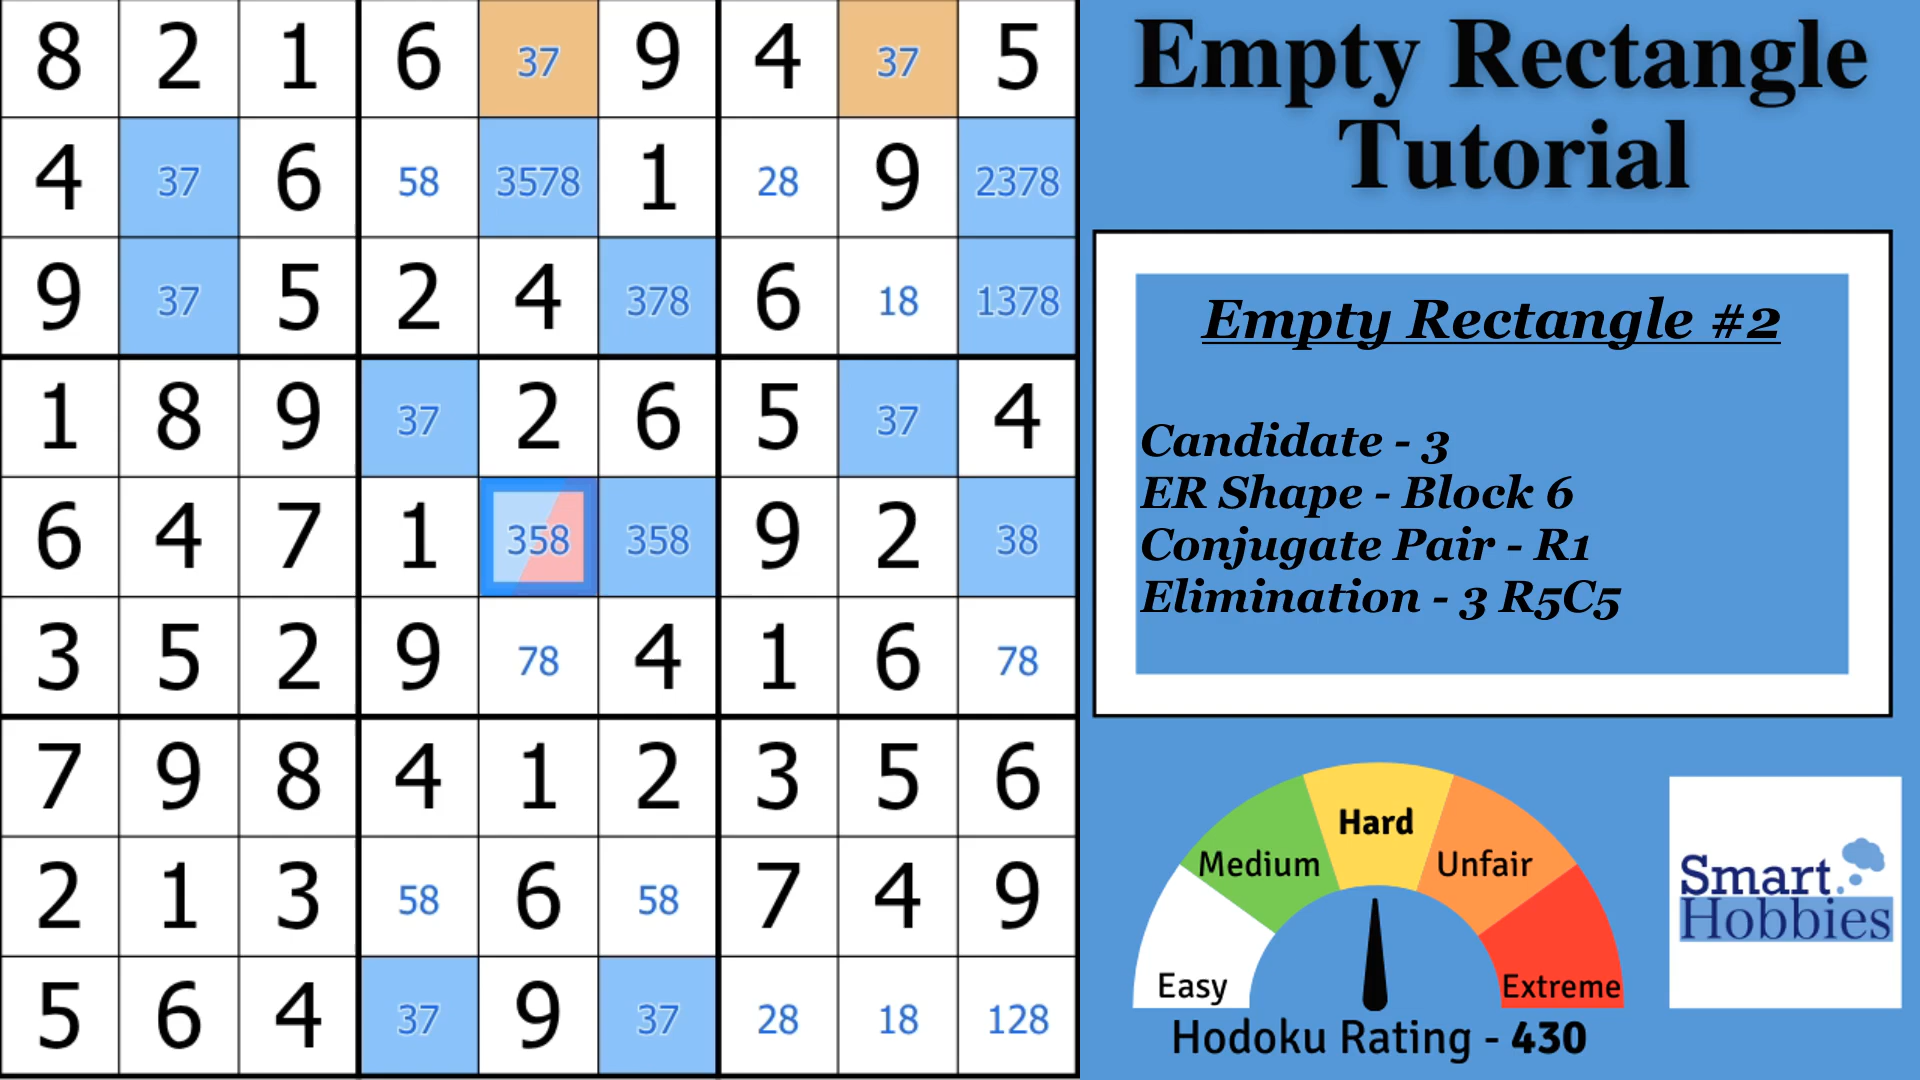 8 2 1 6 37 9 4 37 5
4 37 6 58 3578 1 28 9 2378
9 37 5 2 4 378 6 18 1378
1 8 9 37 2 6 5 37 4
6 4 7 1 358 358 9 2 38
3 5 2 9 78 4 1 6 78
7 9 8 4 1 2 3 5 6
2 1 3 58 6 58 7 4 9
5 6 4 37 9 37 28 18 128
Empty Rectangle
Tutorial
Empty Rectangle #2
Candidate - 3
ER Shape - Block 6
Conjugate Pair - R1
Elimination - 3 R5C5
Easy
Medium
Hard
Unfair
Extreme
Hodoku Rating - 430
Smart
Hobbies